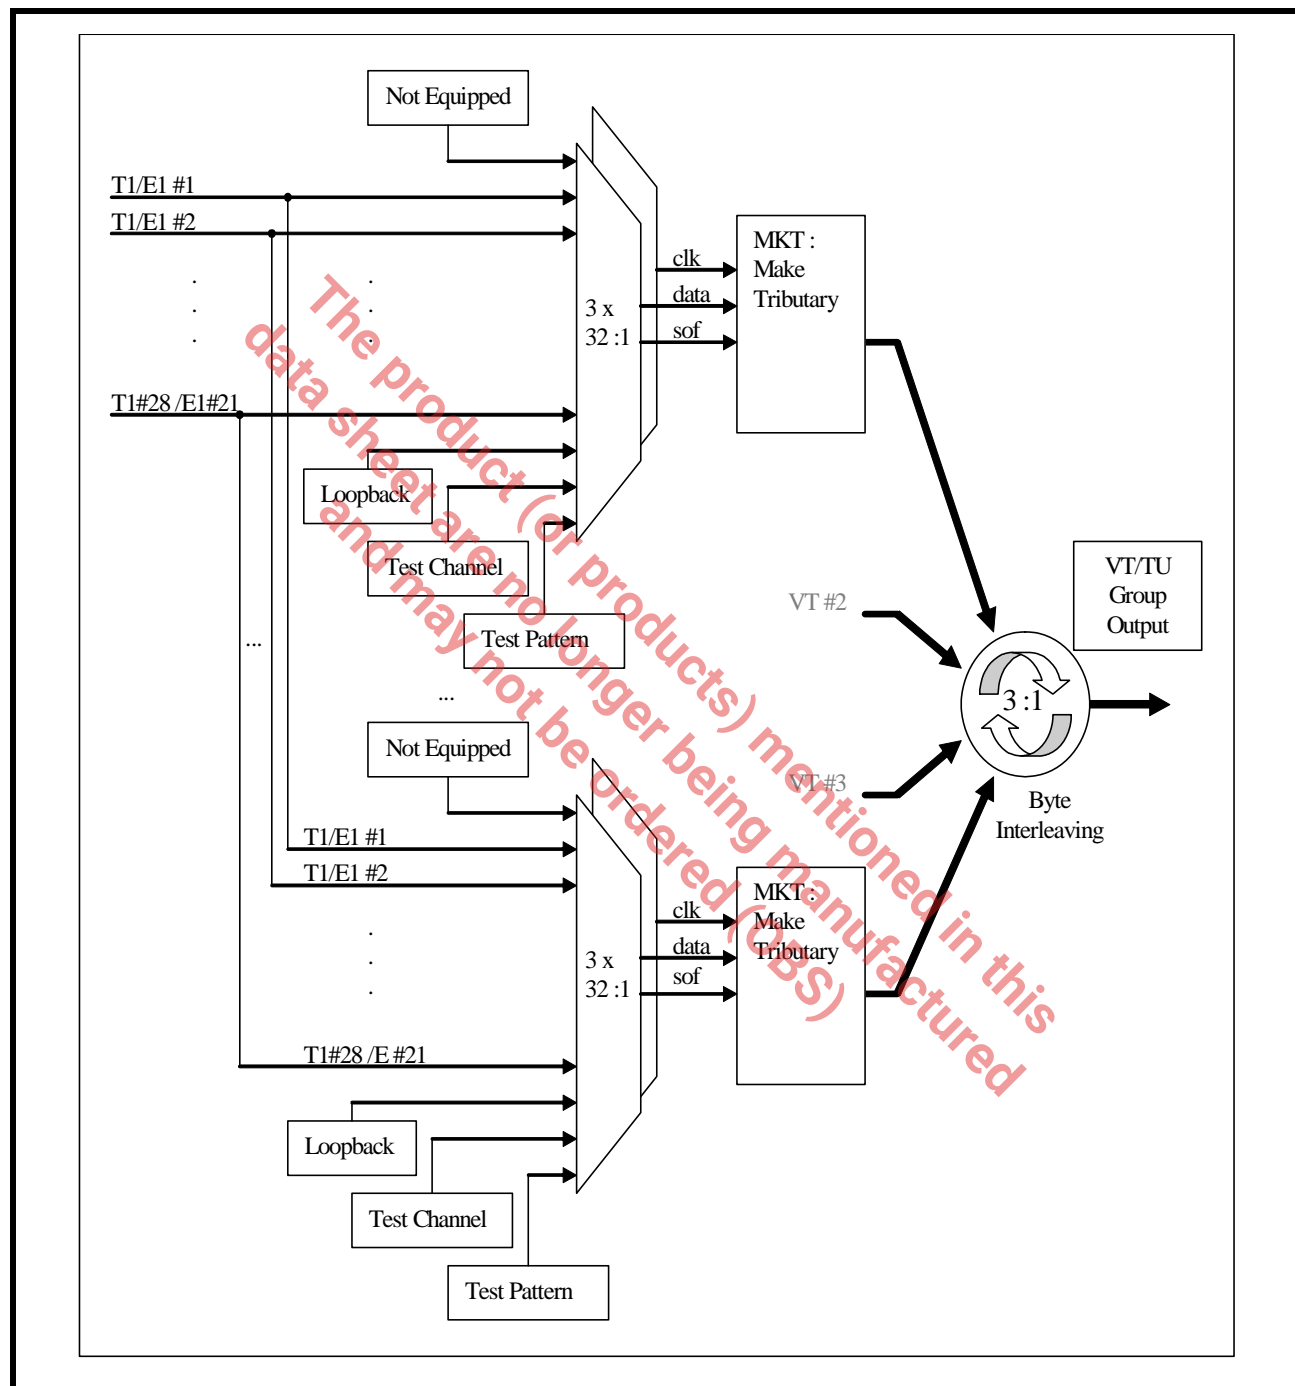 Not Equipped
T1/E1 #1
T1/E1 #2
.
.
.
.
.
.
T1#28 /E1#21
Loopback
Test Channel
Test Pattern
3 x
32 :1
clk
data
sof
MKT :
Make
Tributary
VT #2
VT #3
3 :1
Byte
Interleaving
VT/TU
Group
Output
...
...
Not Equipped
T1/E1 #1
T1/E1 #2
.
.
.
T1#28 /E #21
Loopback
Test Channel
Test Pattern
3 x
32 :1
clk
data
sof
MKT :
Make
Tributary
The product (or products) mentioned in this
data sheet are no longer being manufactured
and may not be ordered (OBS)